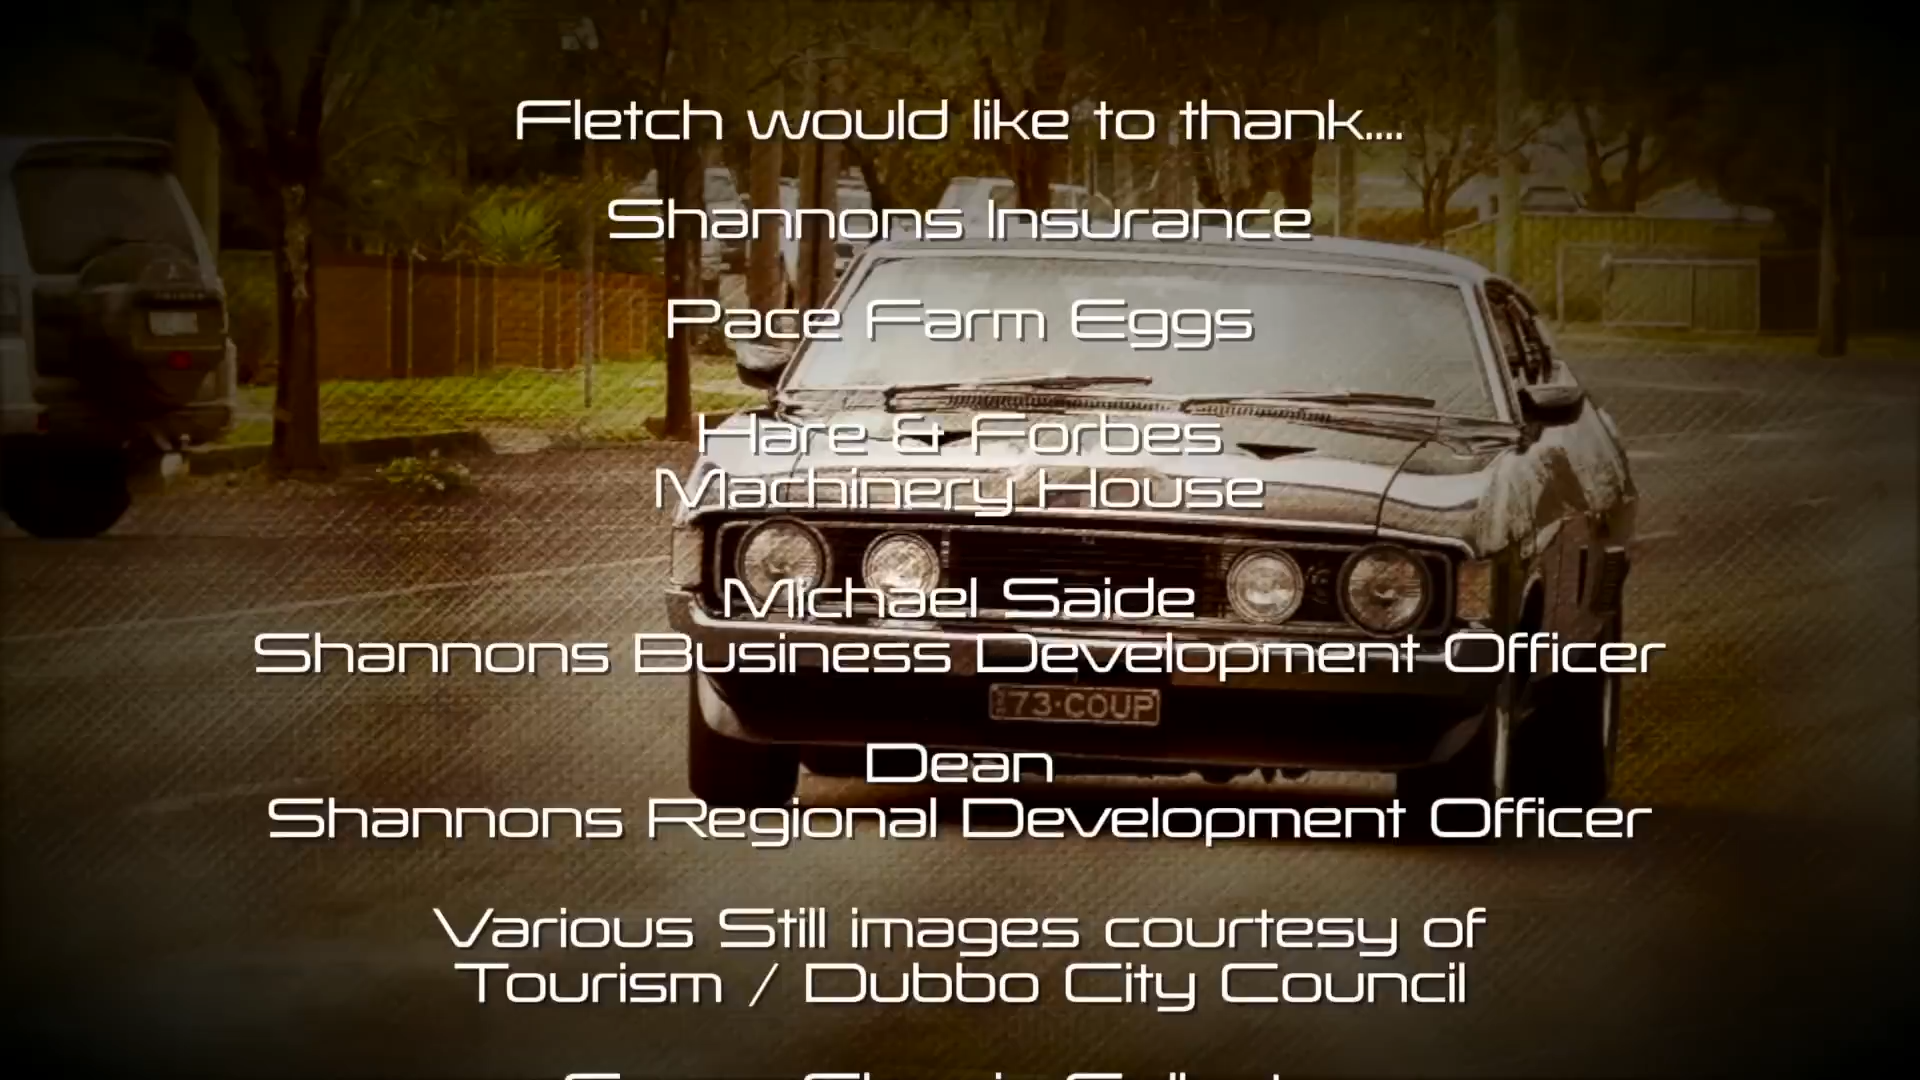 Fletch would like to thank....
Shannons Insurance
Pace Farm Eggs
Hare & Forbes
Machinery House
Michael Saide
Shannons Business Development Officer
73·COUP
Dean
Shannons Regional Development Officer
Various Still images courtesy of
Tourism / Dubbo City Council